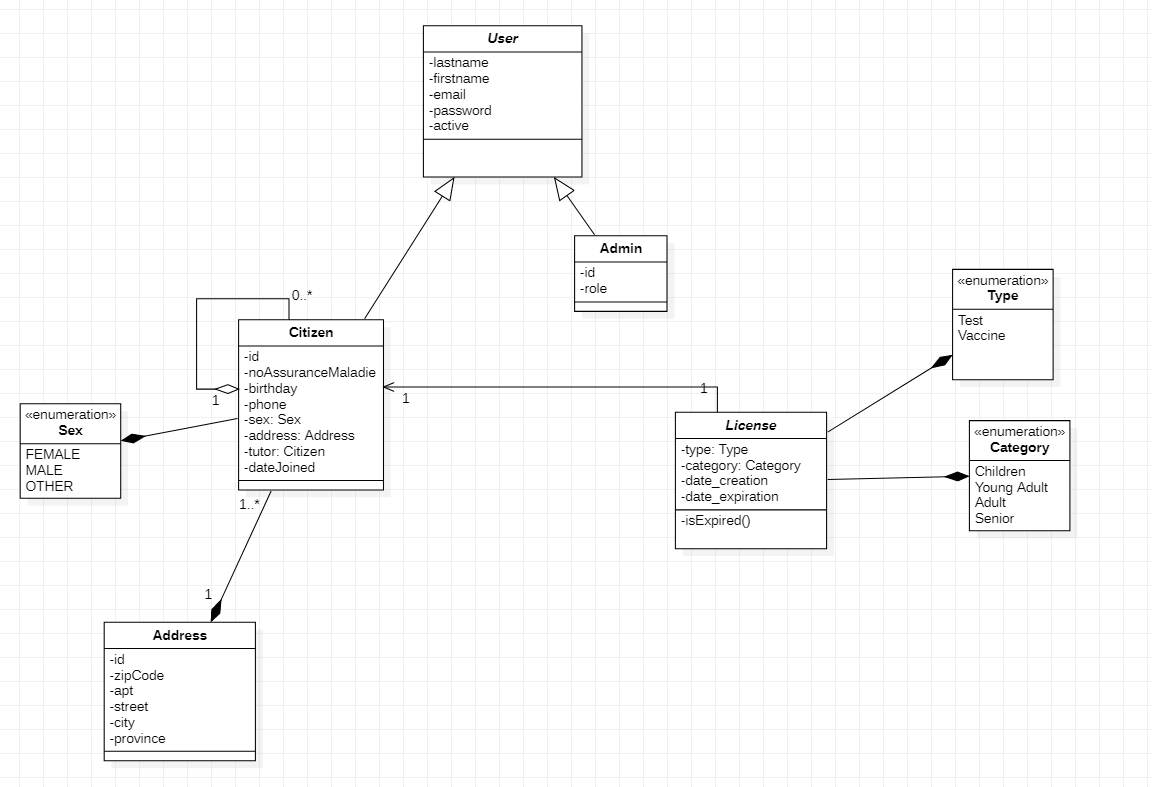 User
-lastname
-firstname
-email
-password
-active
Admin
-id
-role
0..*
Citizen
-id
-noAssuranceMaladie
-birthday
-phone
-sex: Sex
-address: Address
-tutor: Citizen
-dateJoined
1
1
1
«enumeration»
Sex
FEMALE
MALE
OTHER
1..*
1
Address
-id
-zipCode
-apt
-street
-city
-province
License
-type: Type
-category: Category
-date_creation
-date_expiration
-isExpired()
«enumeration»
Type
Test
Vaccine
«enumeration»
Category
Children
Young Adult
Adult
Senior